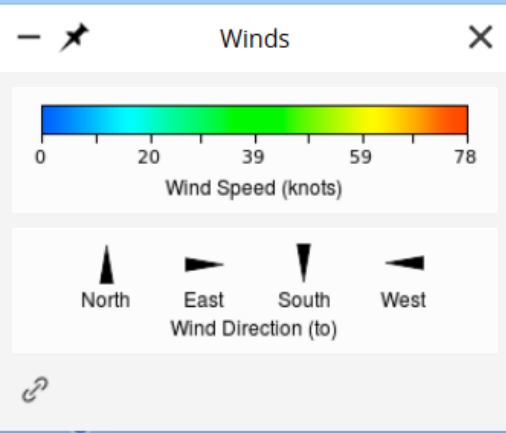 Winds
0 20 39 59 78
Wind Speed (knots)
North East South West
Wind Direction (to)